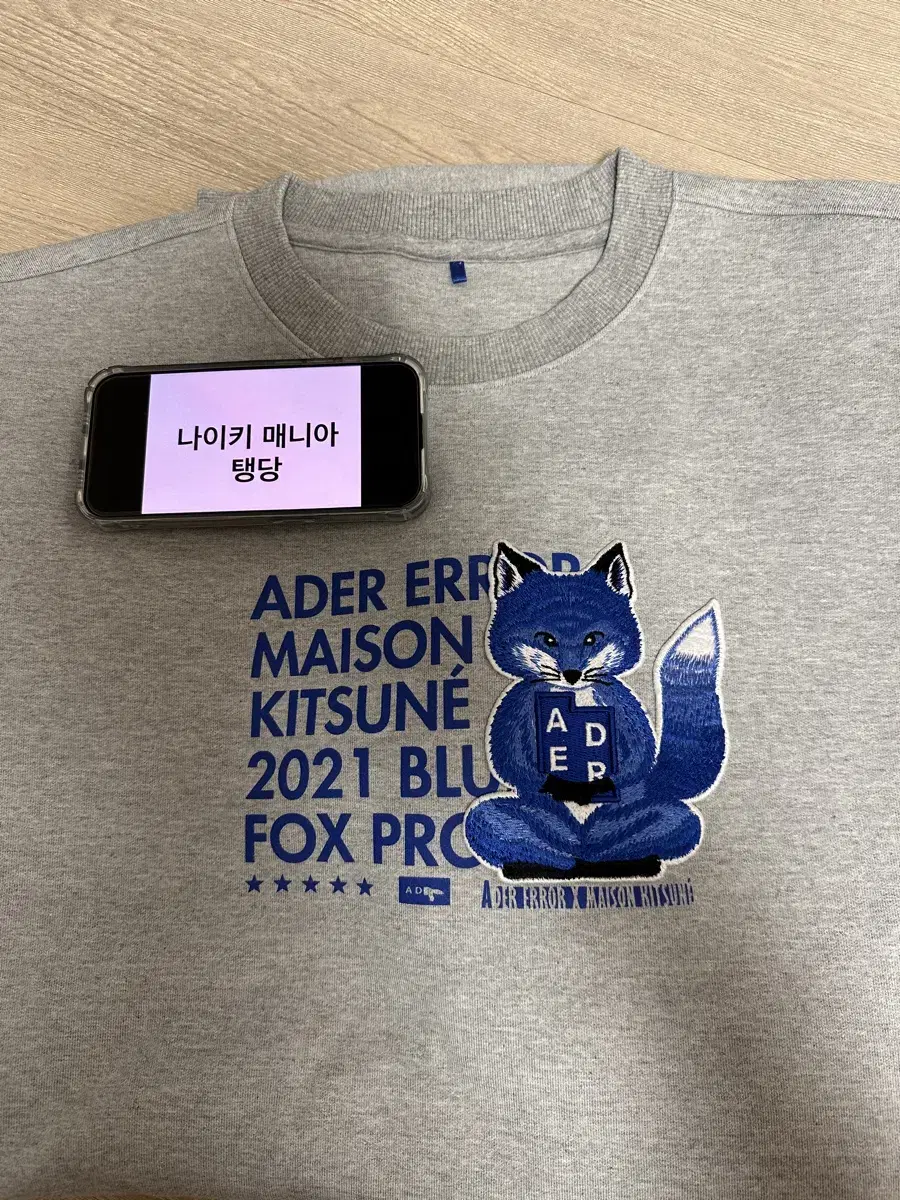 나이키 매니아
탱당
ADER ERROR
MAISON
KITSUNÉ
2021 BLU
FOX PRO
A D
E R
ADER ERROR X MAISON KITSUNÉ